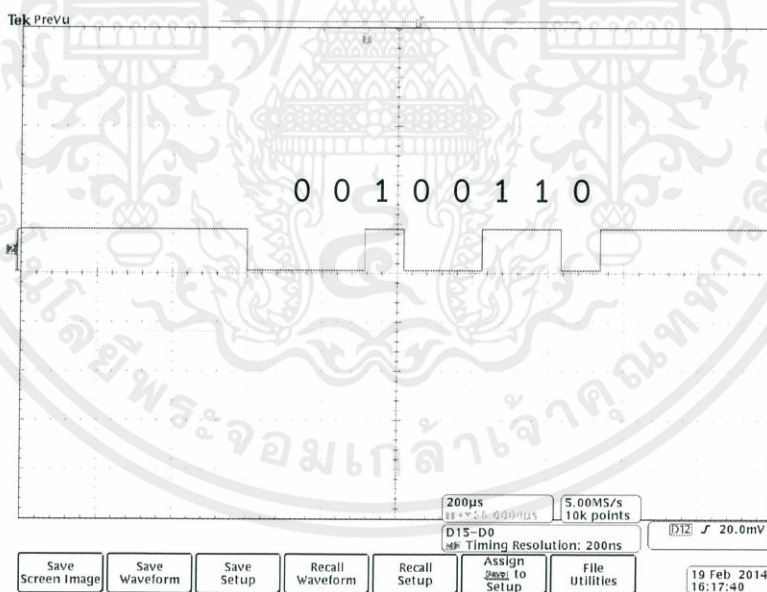 Tek PreVu
0 0 1 0 0 1 1 0
2
200µs
5.00MS/s
10k points
D15-D0
Timing Resolution: 200ns
D12 ∫ 20.0mV
Save Screen Image
Save Waveform
Save Setup
Recall Waveform
Recall Setup
Assign Save to Setup
File Utilities
19 Feb 2014
16:17:40